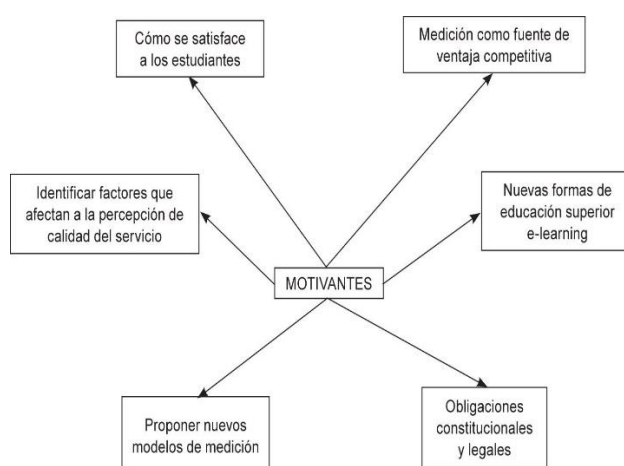 Cómo se satisface
a los estudiantes
Medición como fuente de
ventaja competitiva
Identificar factores que
afectan a la percepción de
calidad del servicio
Nuevas formas de
educación superior
e-learning
MOTIVANTES
Proponer nuevos
modelos de medición
Obligaciones
constitucionales
y legales